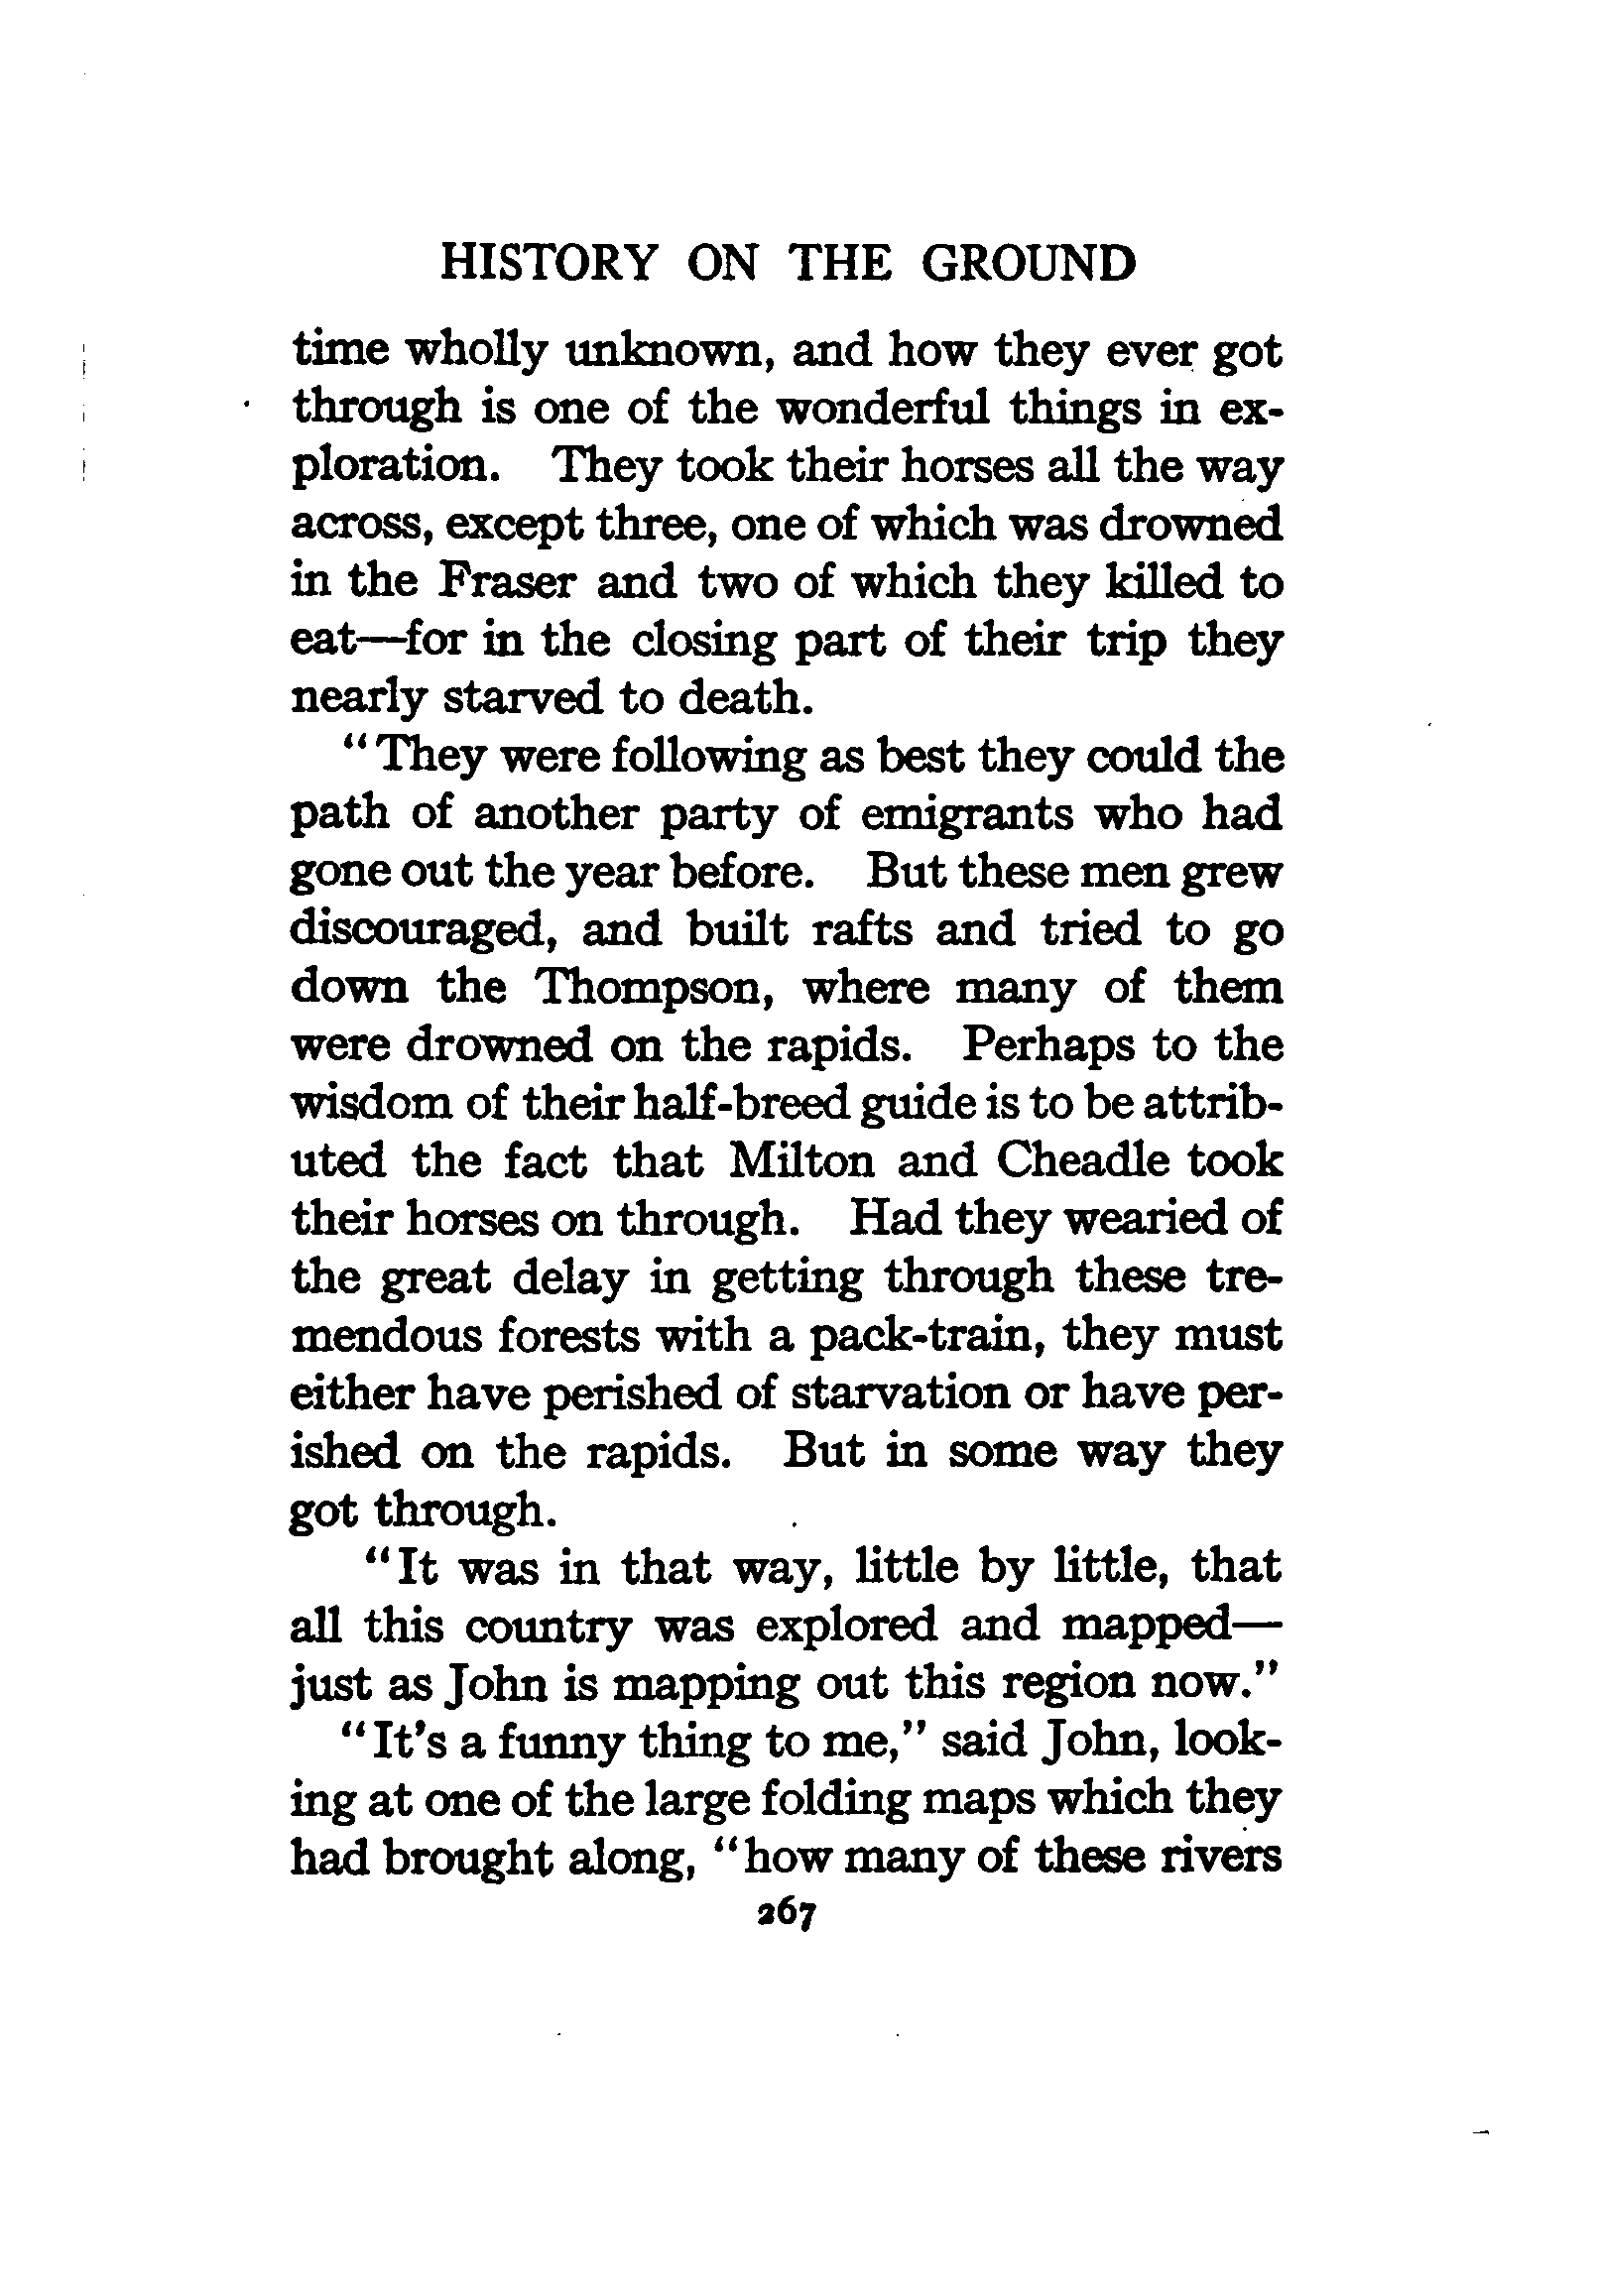 HISTORY ON THE GROUND
time wholly unknown, and how they ever got
through is one of the wonderful things in ex-
ploration. They took their horses all the way
across, except three, one of which was drowned
in the Fraser and two of which they killed to
eat—for in the closing part of their trip they
nearly starved to death.
"They were following as best they could the
path of another party of emigrants who had
gone out the year before. But these men grew
discouraged, and built rafts and tried to go
down the Thompson, where many of them
were drowned on the rapids. Perhaps to the
wisdom of their half-breed guide is to be attrib-
uted the fact that Milton and Cheadle took
their horses on through. Had they wearied of
the great delay in getting through these tre-
mendous forests with a pack-train, they must
either have perished of starvation or have per-
ished on the rapids. But in some way they
got through.
"It was in that way, little by little, that
all this country was explored and mapped—
just as John is mapping out this region now."
"It's a funny thing to me," said John, look-
ing at one of the large folding maps which they
had brought along, "how many of these rivers
267